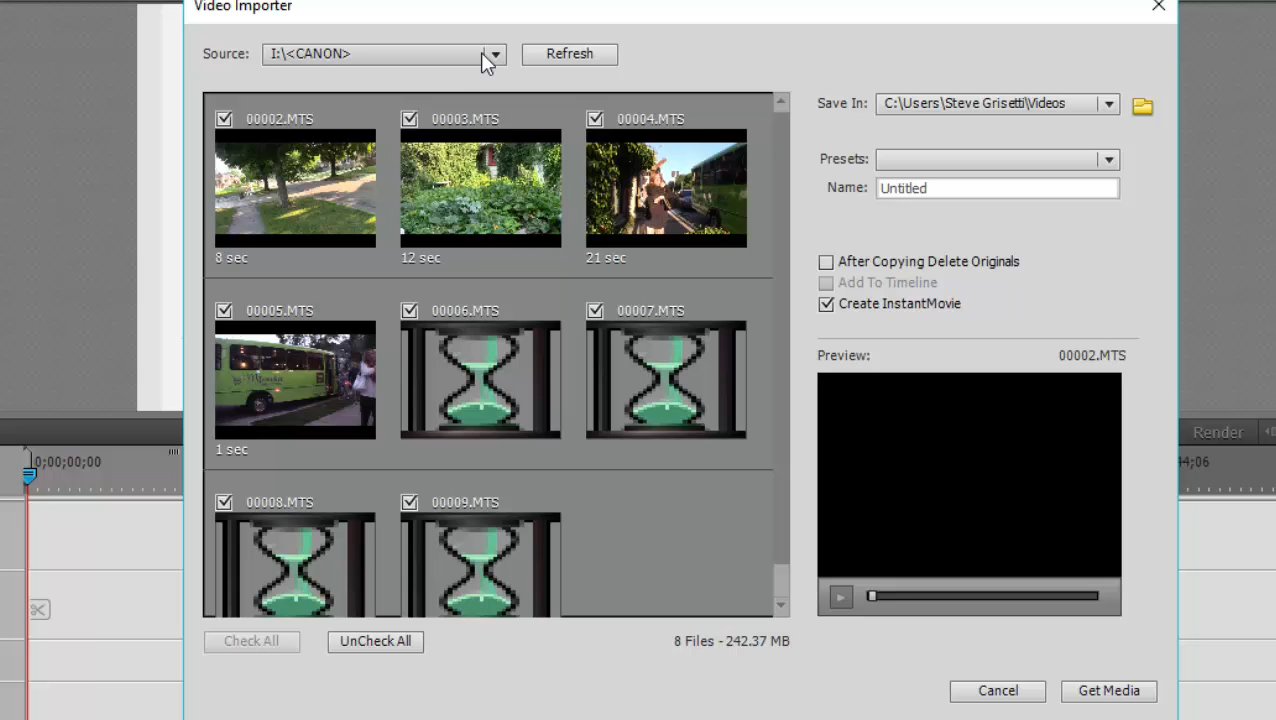 Video Importer
Source: I:\<CANON> Refresh
00002.MTS 00003.MTS 00004.MTS
8 sec 12 sec 21 sec
00005.MTS 00006.MTS 00007.MTS
1 sec
00008.MTS 00009.MTS
Check All UnCheck All 8 Files - 242.37 MB
Save In: C:\Users\Steve Grisetti\Videos
Presets:
Name: Untitled
After Copying Delete Originals
Add To Timeline
Create InstantMovie
Preview: 00002.MTS
Cancel Get Media
0;00;00;00
Render
44;06